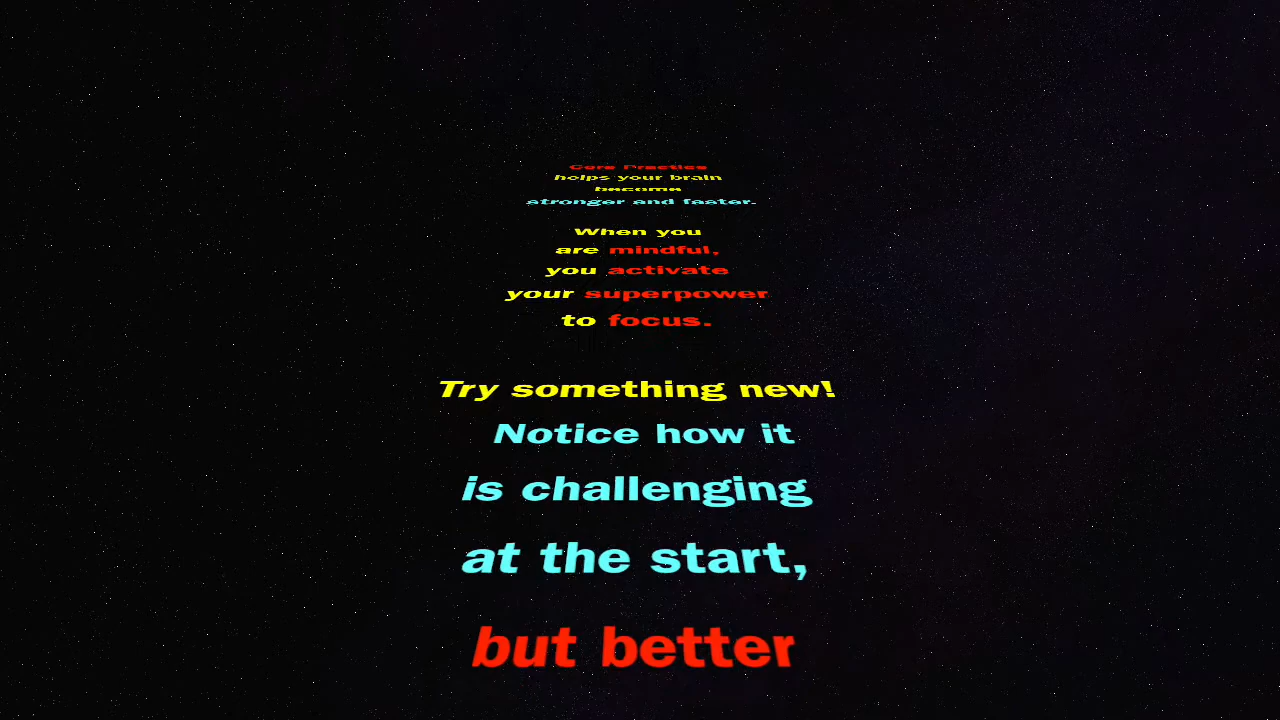 Core Practice
helps your brain
become
stronger and faster.
When you
are mindful,
you activate
your superpower
to focus.
Try something new!
Notice how it
is challenging
at the start,
but better